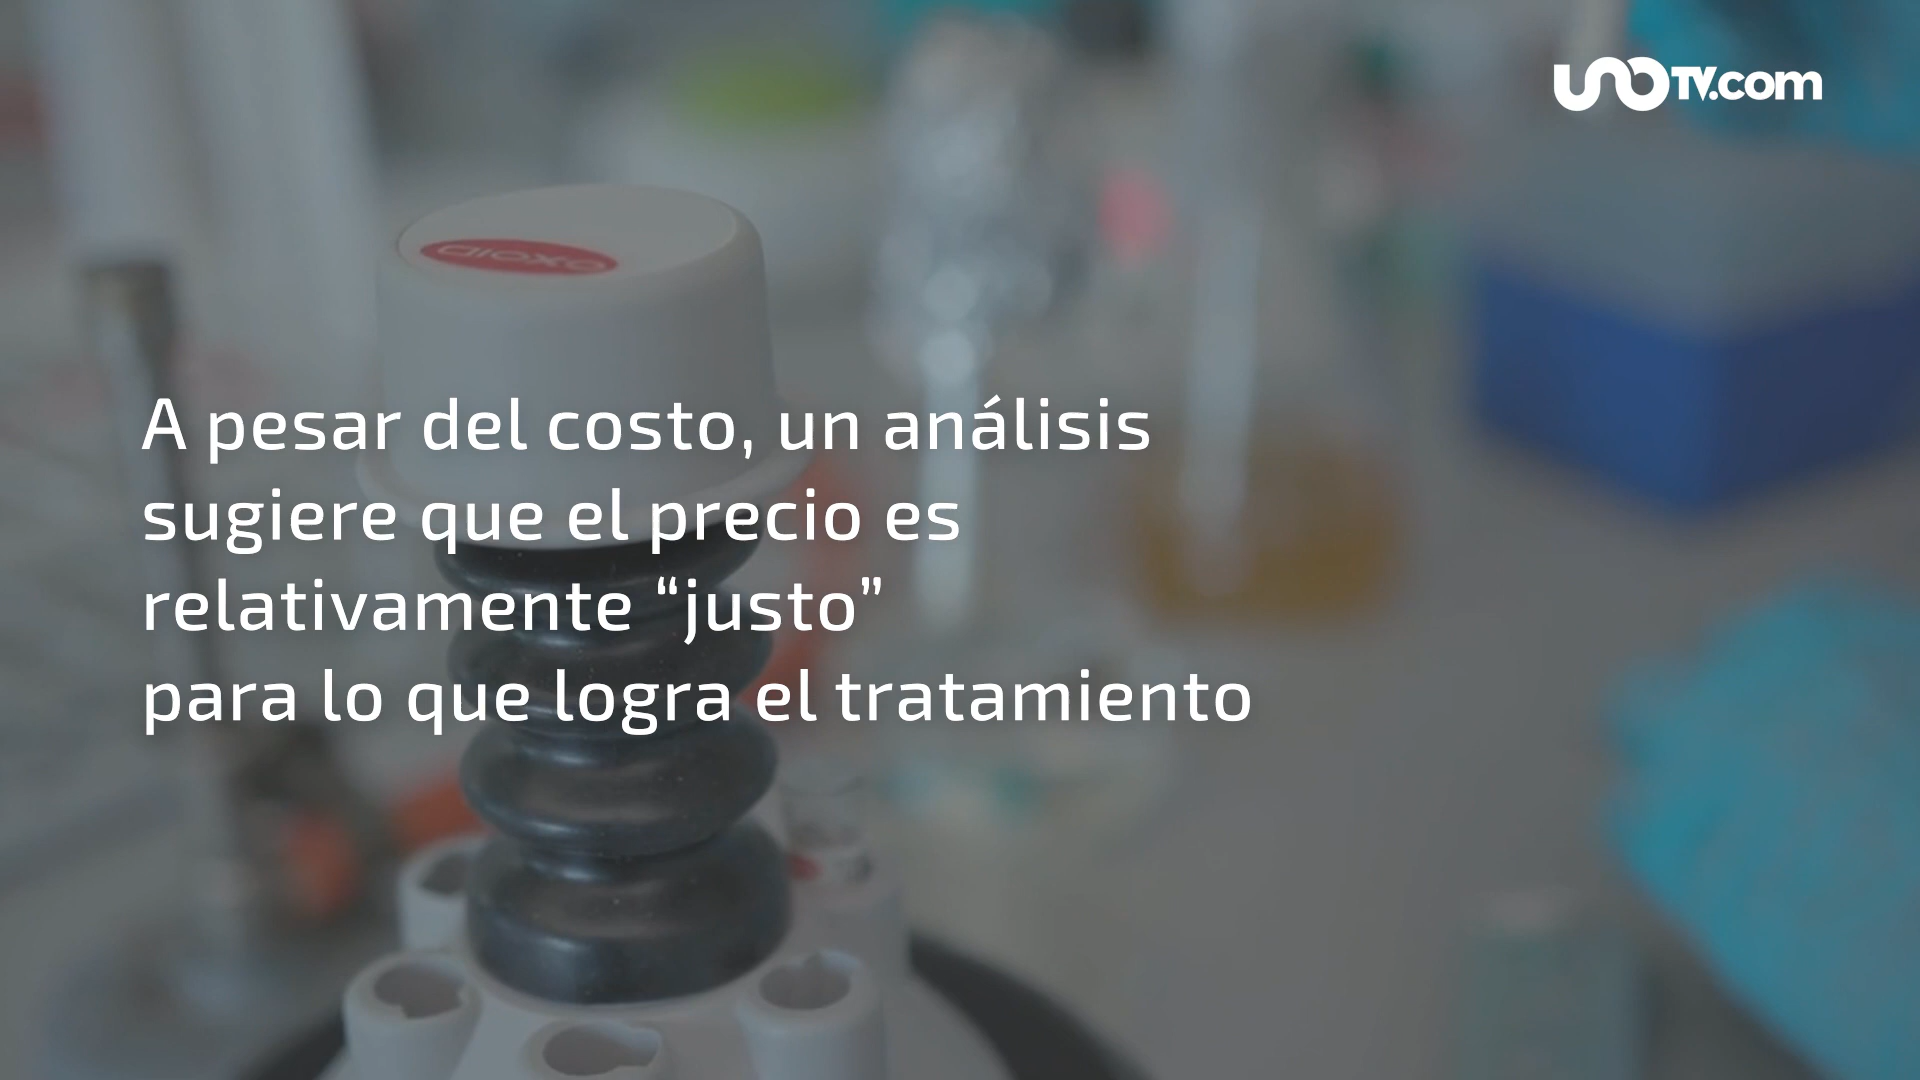 UNOTV.com
OXOID
A pesar del costo, un análisis
sugiere que el precio es
relativamente “justo”
para lo que logra el tratamiento